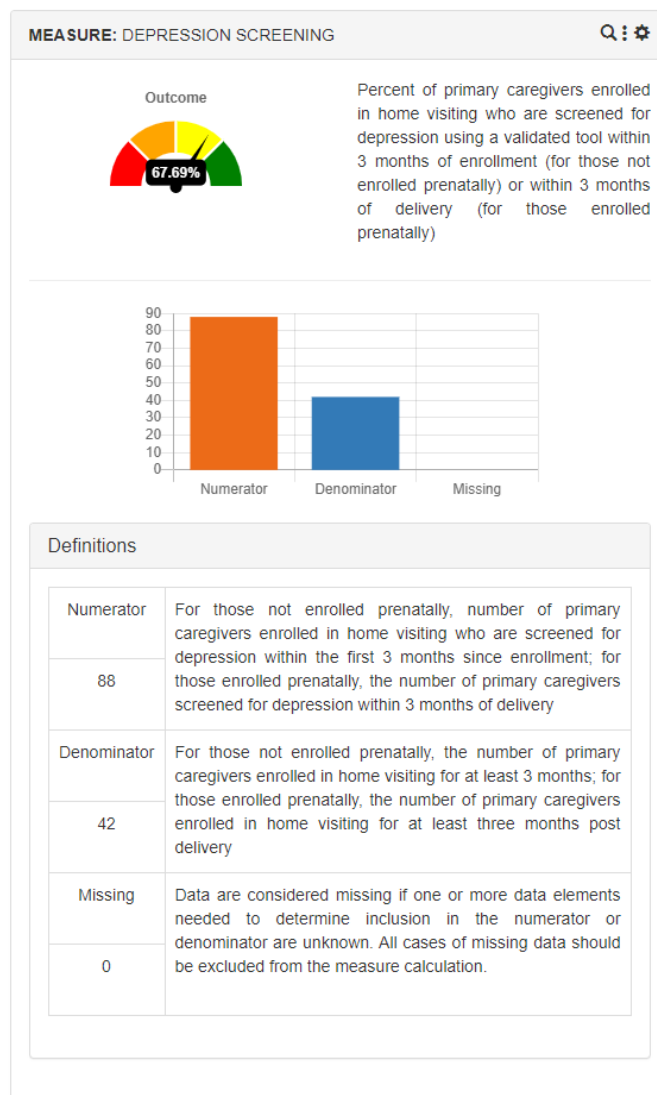 MEASURE: DEPRESSION SCREENING
Outcome
67.69%
Percent of primary caregivers enrolled
in home visiting who are screened for
depression using a validated tool within
3 months of enrollment (for those not
enrolled prenatally) or within 3 months
of delivery (for those enrolled
prenatally)
90
80
70
60
50
40
30
20
10
0
Numerator Denominator Missing
Definitions
Numerator
88
For those not enrolled prenatally, number of primary
caregivers enrolled in home visiting who are screened for
depression within the first 3 months since enrollment; for
those enrolled prenatally, the number of primary caregivers
screened for depression within 3 months of delivery
Denominator
42
For those not enrolled prenatally, the number of primary
caregivers enrolled in home visiting for at least 3 months; for
those enrolled prenatally, the number of primary caregivers
enrolled in home visiting for at least three months post
delivery
Missing
0
Data are considered missing if one or more data elements
needed to determine inclusion in the numerator or
denominator are unknown. All cases of missing data should
be excluded from the measure calculation.